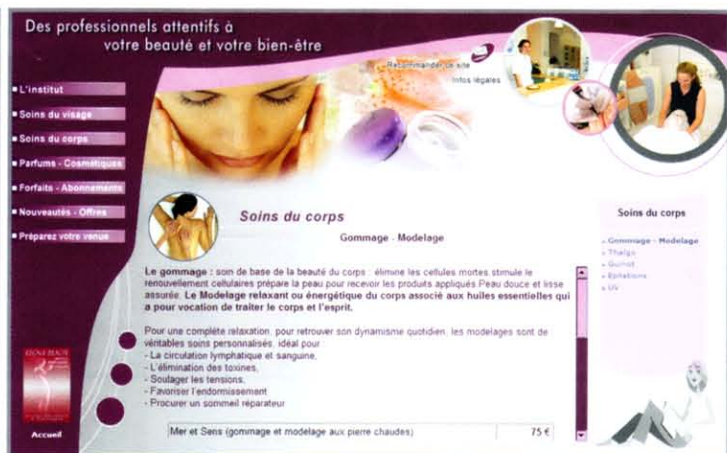 Des professionnels attentifs à
votre beauté et votre bien-être
Recommander ce site
Infos légales
L'institut
Soins du visage
Soins du corps
Parfums - Cosmétiques
Forfaits - Abonnements
Nouveautés - Offres
Préparez votre venue
Soins du corps
Gommage - Modelage
Le gommage : soin de base de la beauté du corps : élimine les cellules mortes stimule le
renouvellement cellulaires prépare la peau pour recevoir les produits appliqués Peau douce et lisse
assurée. Le Modelage relaxant ou énergétique du corps associé aux huiles essentielles qui
a pour vocation de traiter le corps et l'esprit.
Pour une complète relaxation, pour retrouver son dynamisme quotidien, les modelages sont de
véritables soins personnalisés, idéal pour :
- La circulation lymphatique et sanguine,
- L'élimination des toxines,
- Soulager les tensions,
- Favoriser l'endormissement
- Procurer un sommeil réparateur
Mer et Sens (gommage et modelage aux pierre chaudes) 75 €
Soins du corps
Gommage - Modelage
Thalgo
Guinot
Epilations
UV
Accueil